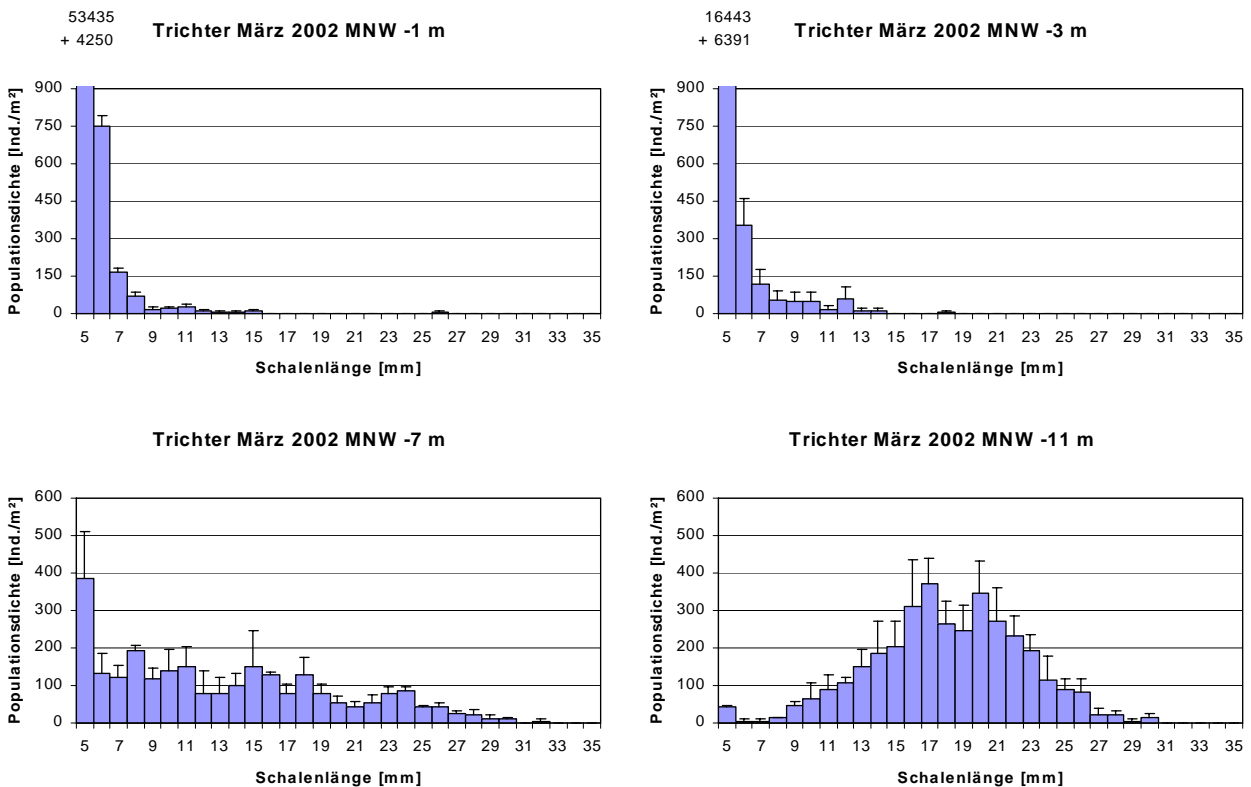 53435
+ 4250
Trichter März 2002 MNW -1 m
Populationsdichte [Ind./m²]
900
750
600
450
300
150
0
5 7 9 11 13 15 17 19 21 23 25 27 29 31 33 35
Schalenlänge [mm]
16443
+ 6391
Trichter März 2002 MNW -3 m
Populationsdichte [Ind./m²]
900
750
600
450
300
150
0
5 7 9 11 13 15 17 19 21 23 25 27 29 31 33 35
Schalenlänge [mm]
Trichter März 2002 MNW -7 m
Populationsdichte [Ind./m²]
600
500
400
300
200
100
0
5 7 9 11 13 15 17 19 21 23 25 27 29 31 33 35
Schalenlänge [mm]
Trichter März 2002 MNW -11 m
Populationsdichte [Ind./m²]
600
500
400
300
200
100
0
5 7 9 11 13 15 17 19 21 23 25 27 29 31 33 35
Schalenlänge [mm]